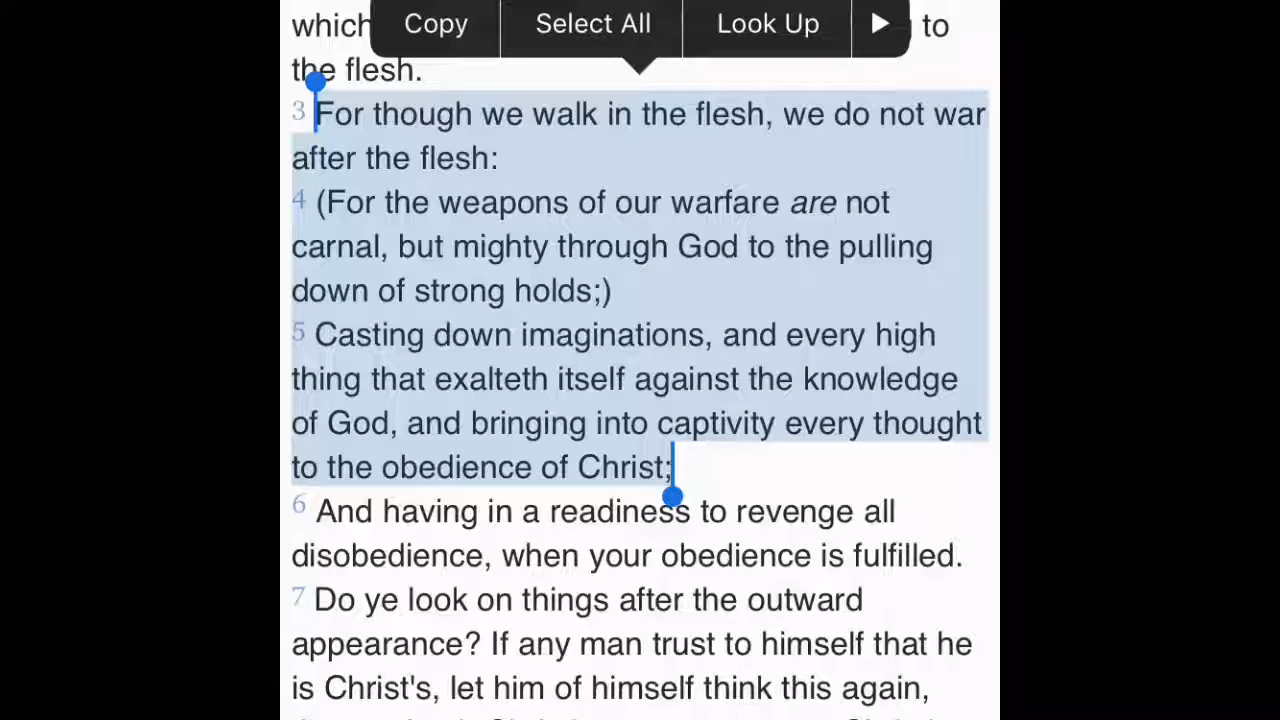 Copy Select All Look Up
which to
the flesh.
3 For though we walk in the flesh, we do not war
after the flesh:
4 (For the weapons of our warfare are not
carnal, but mighty through God to the pulling
down of strong holds;)
5 Casting down imaginations, and every high
thing that exalteth itself against the knowledge
of God, and bringing into captivity every thought
to the obedience of Christ;
6 And having in a readiness to revenge all
disobedience, when your obedience is fulfilled.
7 Do ye look on things after the outward
appearance? If any man trust to himself that he
is Christ's, let him of himself think this again,